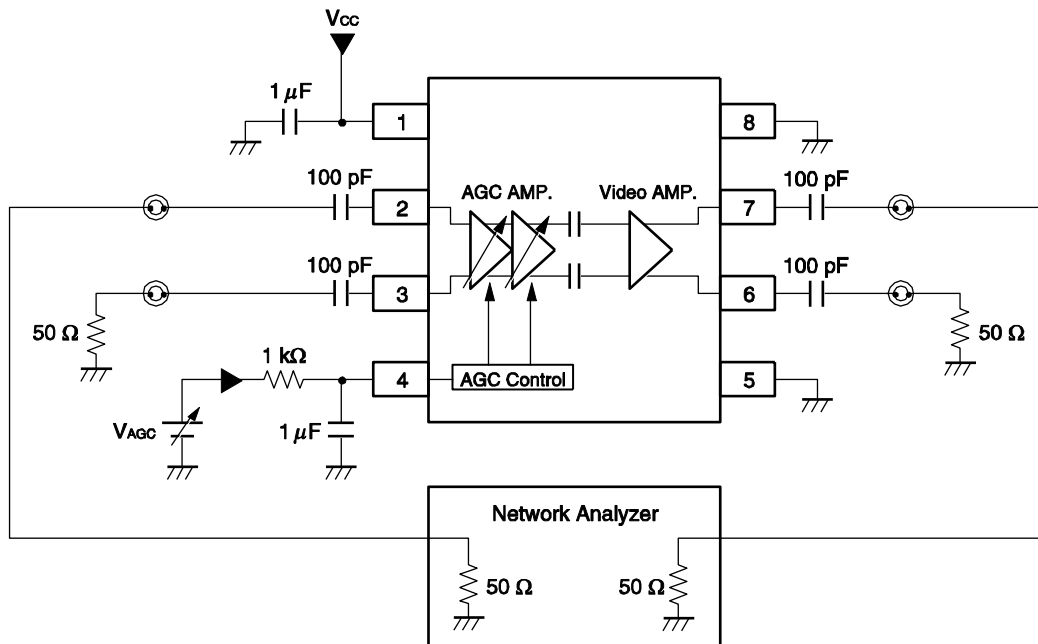 VCC
1 μF
1
8
100 pF
AGC AMP.
Video AMP.
100 pF
2
7
100 pF
100 pF
3
6
50 Ω
50 Ω
1 kΩ
4
AGC Control
5
VAGC
1 μF
Network Analyzer
50 Ω
50 Ω